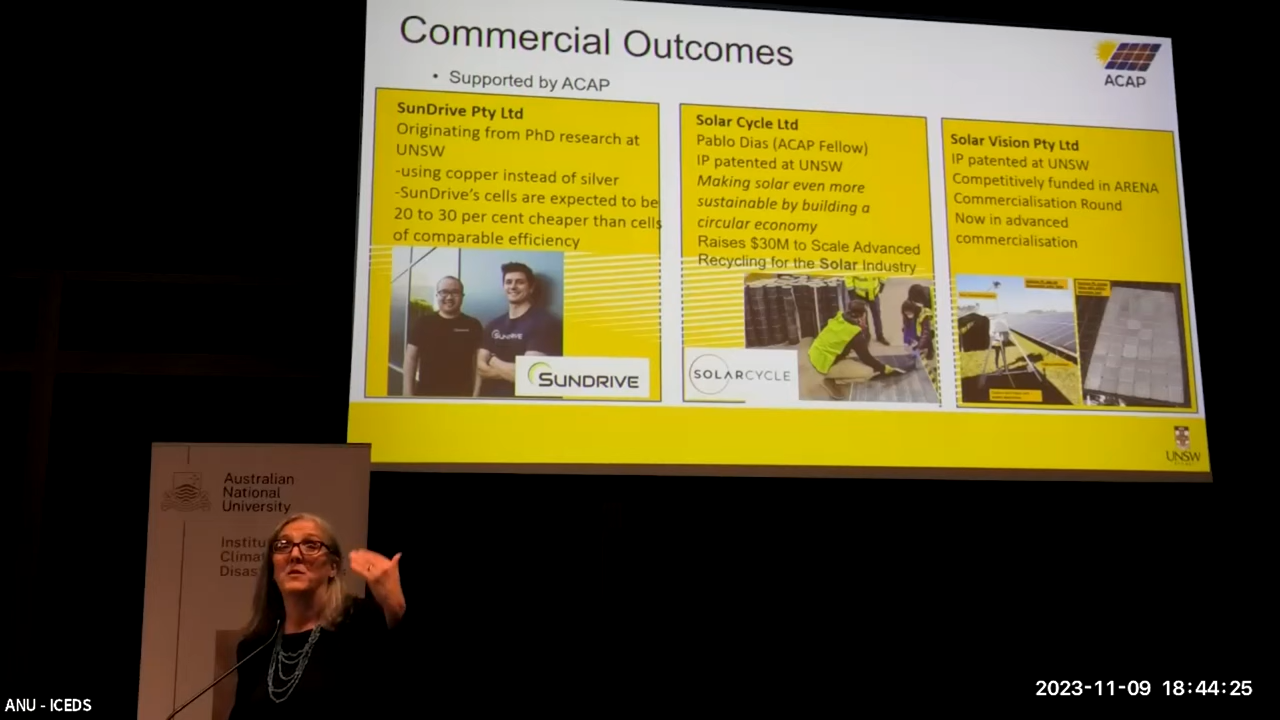 Commercial Outcomes
• Supported by ACAP
ACAP
SunDrive Pty Ltd
Originating from PhD research at
UNSW
-using copper instead of silver
-SunDrive's cells are expected to be
20 to 30 per cent cheaper than cells
of comparable efficiency
SUNDRIVE
SUNDRIVE
Solar Cycle Ltd
Pablo Dias (ACAP Fellow)
IP patented at UNSW
Making solar even more
sustainable by building a
circular economy
Raises $30M to Scale Advanced
Recycling for the Solar Industry
SOLARCYCLE
Solar Vision Pty Ltd
IP patented at UNSW
Competitively funded in ARENA
Commercialisation Round
Now in advanced
commercialisation
UNSW
Australian
National
University
Institu
Climat
Disas
ANU - ICEDS
2023-11-09 18:44:25